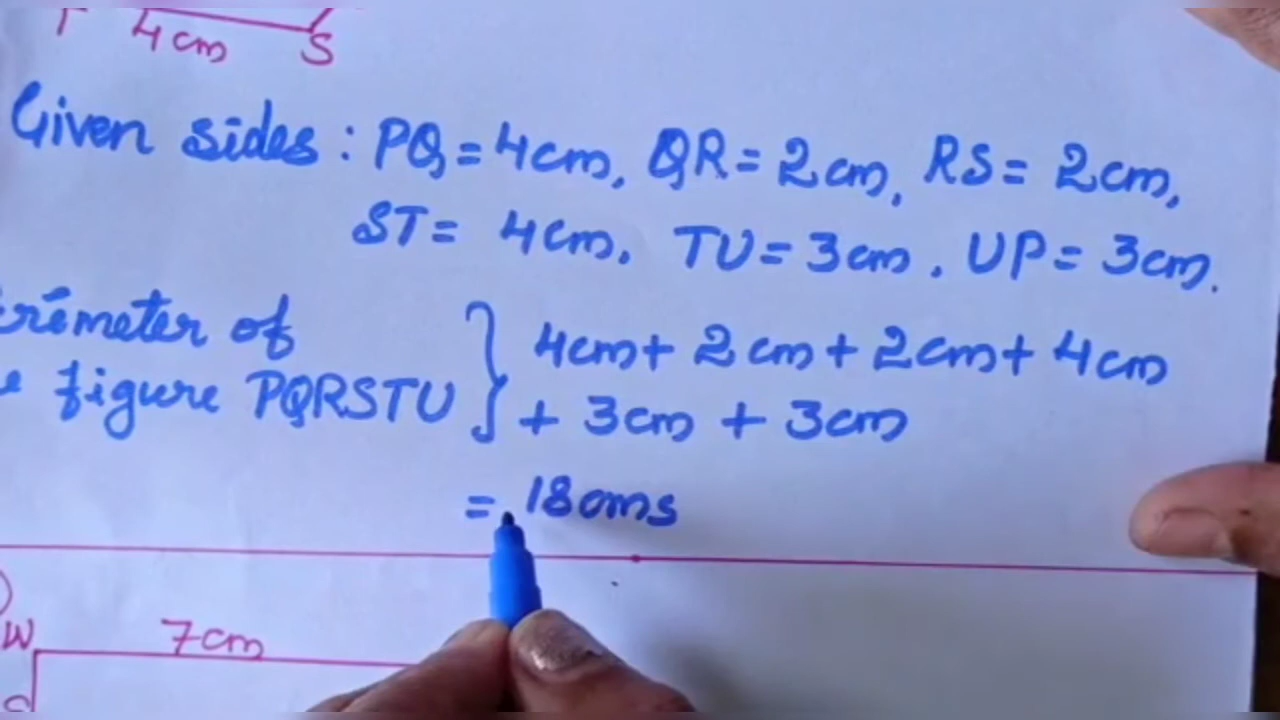 4cm S
Given sides : PQ = 4cm, QR = 2cm, RS = 2cm,
ST = 4cm, TU = 3cm, UP = 3cm.
of
figure PQRSTU } 4cm + 2cm + 2cm + 4cm
+ 3cm + 3cm
= 18cms
W 7cm